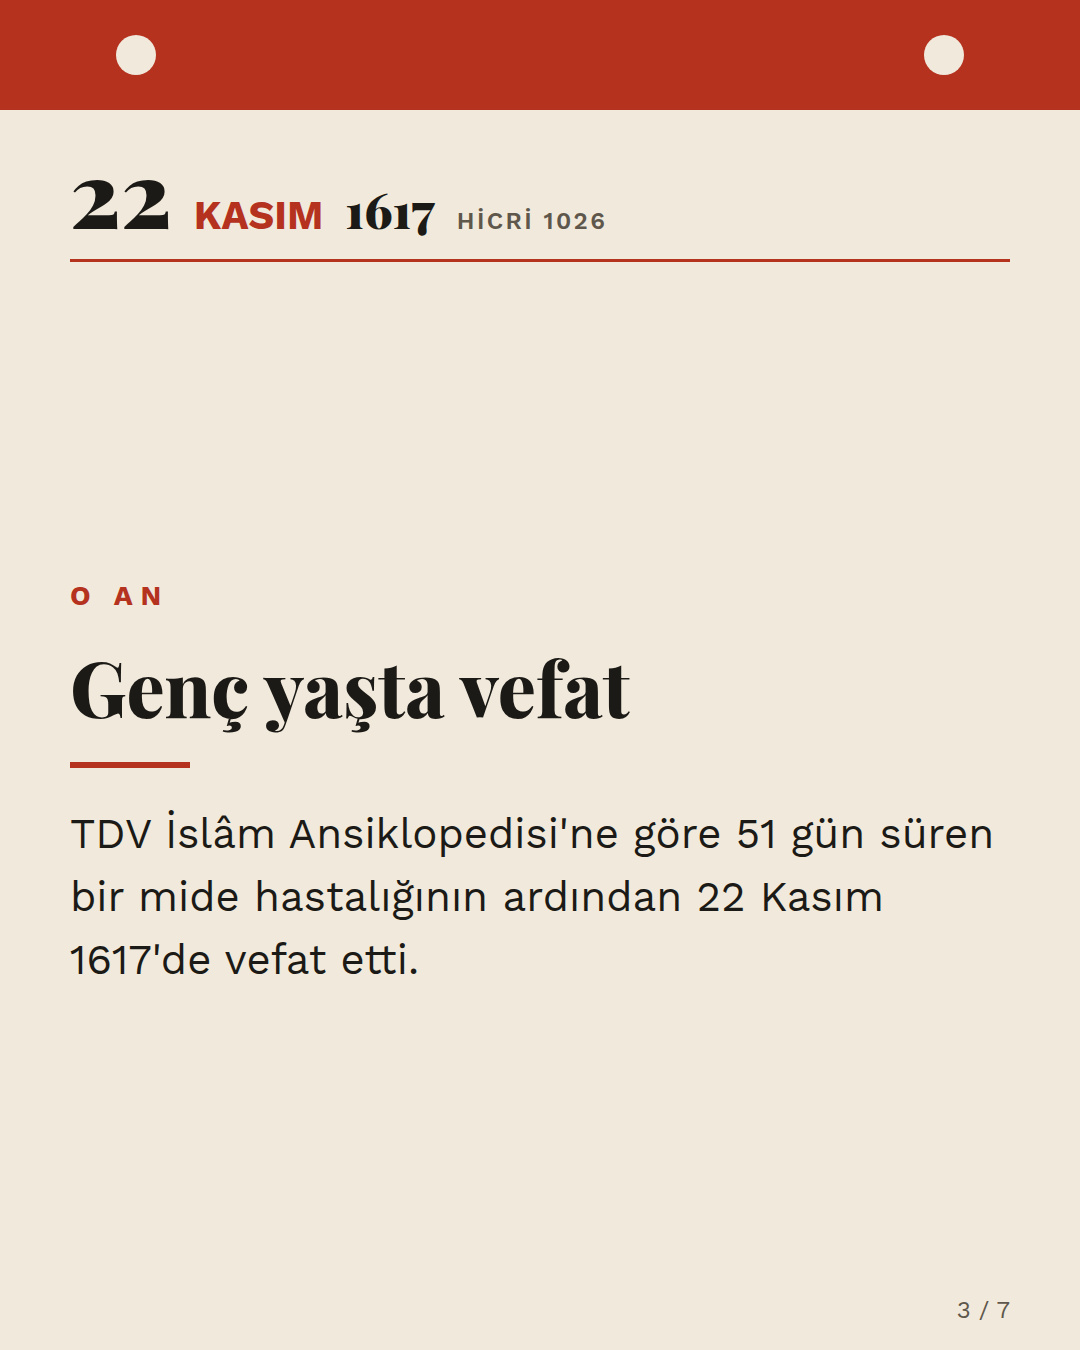 22 KASIM 1617 HİCRİ 1026
O AN
Genç yaşta vefat
TDV İslâm Ansiklopedisi'ne göre 51 gün süren
bir mide hastalığının ardından 22 Kasım
1617'de vefat etti.
3 / 7